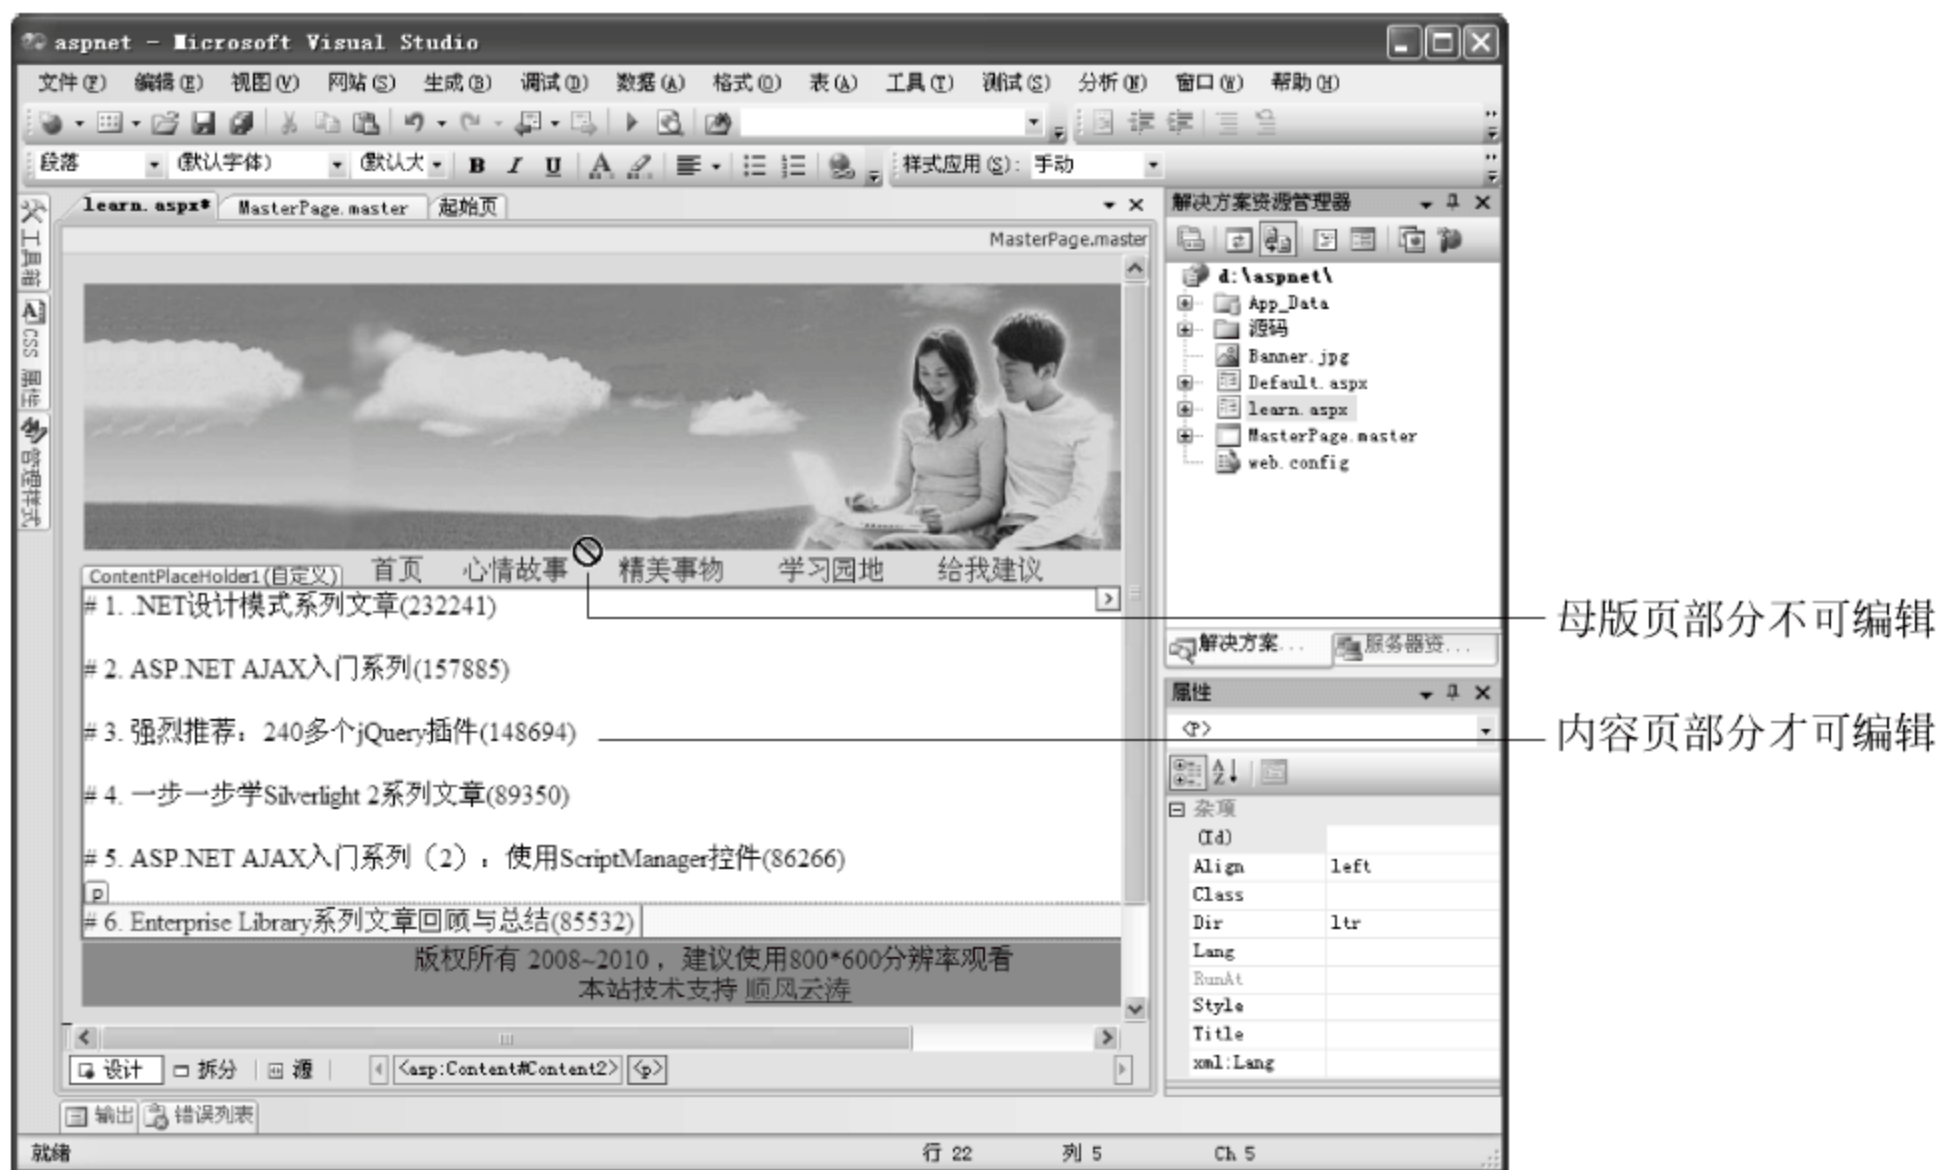 aspnet - Microsoft Visual Studio
文件(F) 编辑(E) 视图(V) 网站(S) 生成(B) 调试(D) 数据(A) 格式(O) 表(A) 工具(T) 测试(S) 分析(N) 窗口(W) 帮助(H)
段落 (默认字体) (默认大 B I U A 样式应用(S): 手动
learn.aspx* MasterPage.master 起始页
MasterPage.master
工具箱
CSS 属性
管理样式
首页 心情故事 精美事物 学习园地 给我建议
ContentPlaceHolder1(自定义)
# 1. .NET设计模式系列文章(232241)
# 2. ASP.NET AJAX入门系列(157885)
# 3. 强烈推荐：240多个jQuery插件(148694)
# 4. 一步一步学Silverlight 2系列文章(89350)
# 5. ASP.NET AJAX入门系列（2）：使用ScriptManager控件(86266)
p
# 6. Enterprise Library系列文章回顾与总结(85532)
版权所有 2008~2010 ，建议使用800*600分辨率观看
本站技术支持 顺风云涛
设计 拆分 源 <asp:Content#Content2> <p>
输出 错误列表
就绪 行 22 列 5 Ch 5
解决方案资源管理器
d:\aspnet\
App_Data
源码
Banner.jpg
Default.aspx
learn.aspx
MasterPage.master
web.config
解决方案... 服务器资...
属性
<P>
杂项
(Id)
Align left
Class
Dir ltr
Lang
RunAt
Style
Title
xml:Lang
母版页部分不可编辑
内容页部分才可编辑